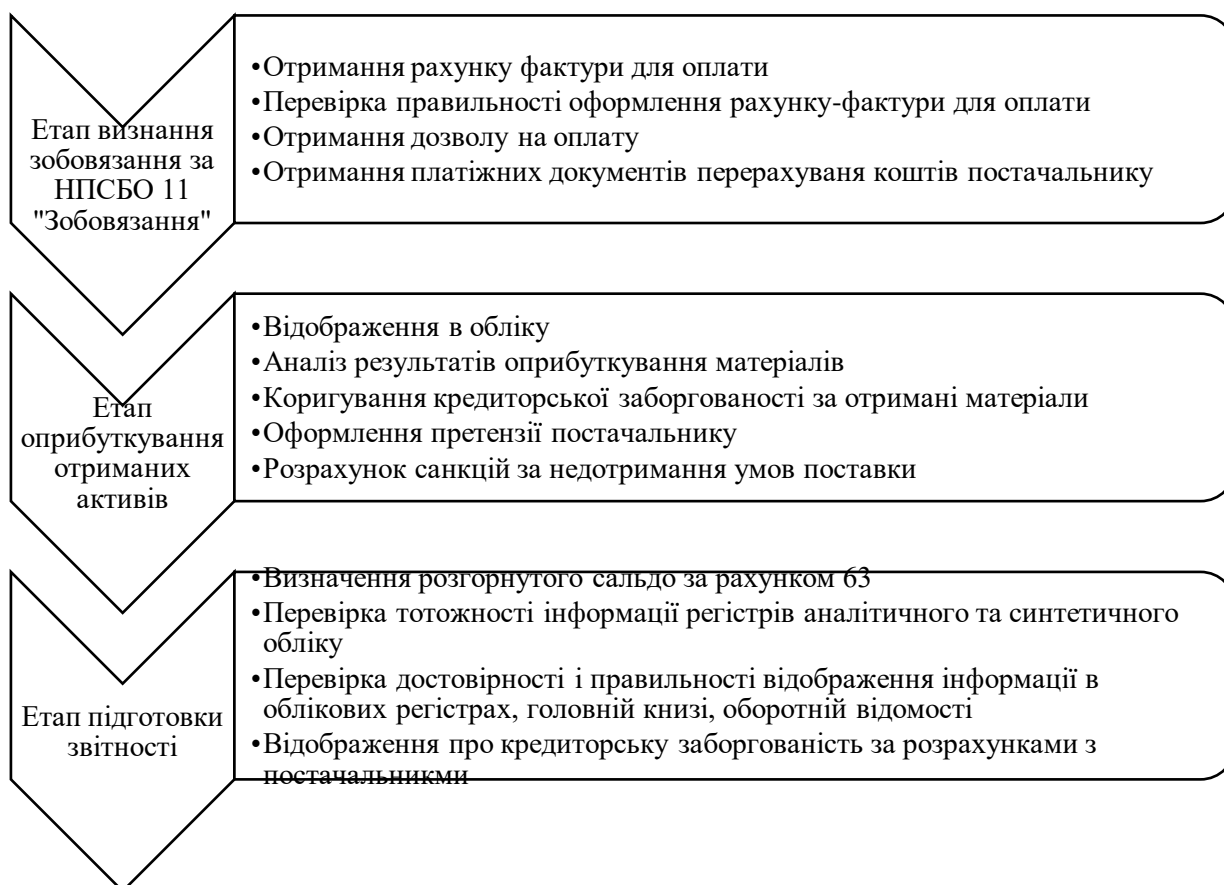 Етап визнання
зобовязання за
НПСБО 11
"Зобовязання"
•Отримання рахунку фактури для оплати
•Перевірка правильності оформлення рахунку-фактури для оплати
•Отримання дозволу на оплату
•Отримання платіжних документів перерахуваня коштів постачальнику
Етап
оприбуткування
отриманих
активів
•Відображення в обліку
•Аналіз результатів оприбуткування матеріалів
•Коригування кредиторської заборгованості за отримані матеріали
•Оформлення претензії постачальнику
•Розрахунок санкцій за недотримання умов поставки
Етап підготовки
звітності
•Визначення розгорнутого сальдо за рахунком 63
•Перевірка тотожності інформації регістрів аналітичного та синтетичного
обліку
•Перевірка достовірності і правильності відображення інформації в
облікових регістрах, головній книзі, оборотній відомості
•Відображення про кредиторську заборгованість за розрахунками з
постачальникми